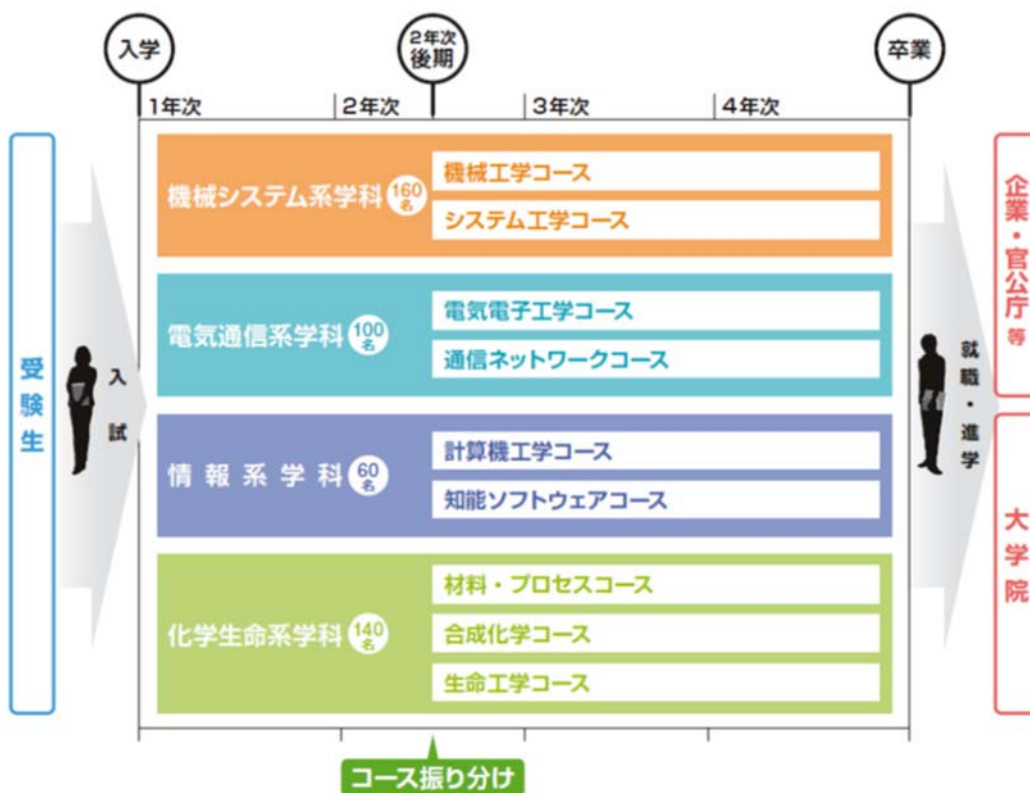 入学
2年次
後期
卒業
1年次
2年次
3年次
4年次
受験生
入試
機械システム系学科 160名
機械工学コース
システム工学コース
電気通信系学科 100名
電気電子工学コース
通信ネットワークコース
情報系学科 60名
計算機工学コース
知能ソフトウェアコース
化学生命系学科 140名
材料・プロセスコース
合成化学コース
生命工学コース
就職・進学
企業・官公庁等
大学院
コース振り分け